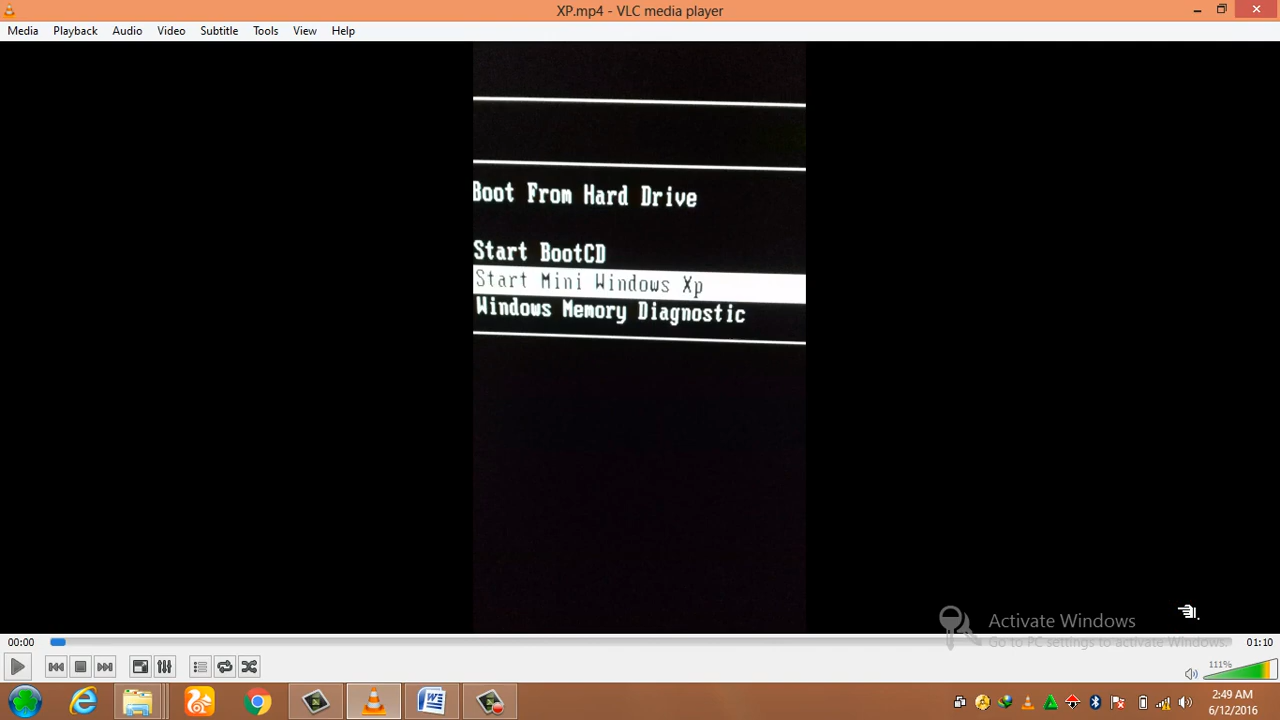 XP.mp4 - VLC media player
Media Playback Audio Video Subtitle Tools View Help
Boot From Hard Drive
Start BootCD
Start Mini Windows Xp
Windows Memory Diagnostic
Activate Windows
Go to PC settings to activate Windows.
00:00 01:10
111%
2:49 AM
6/12/2016